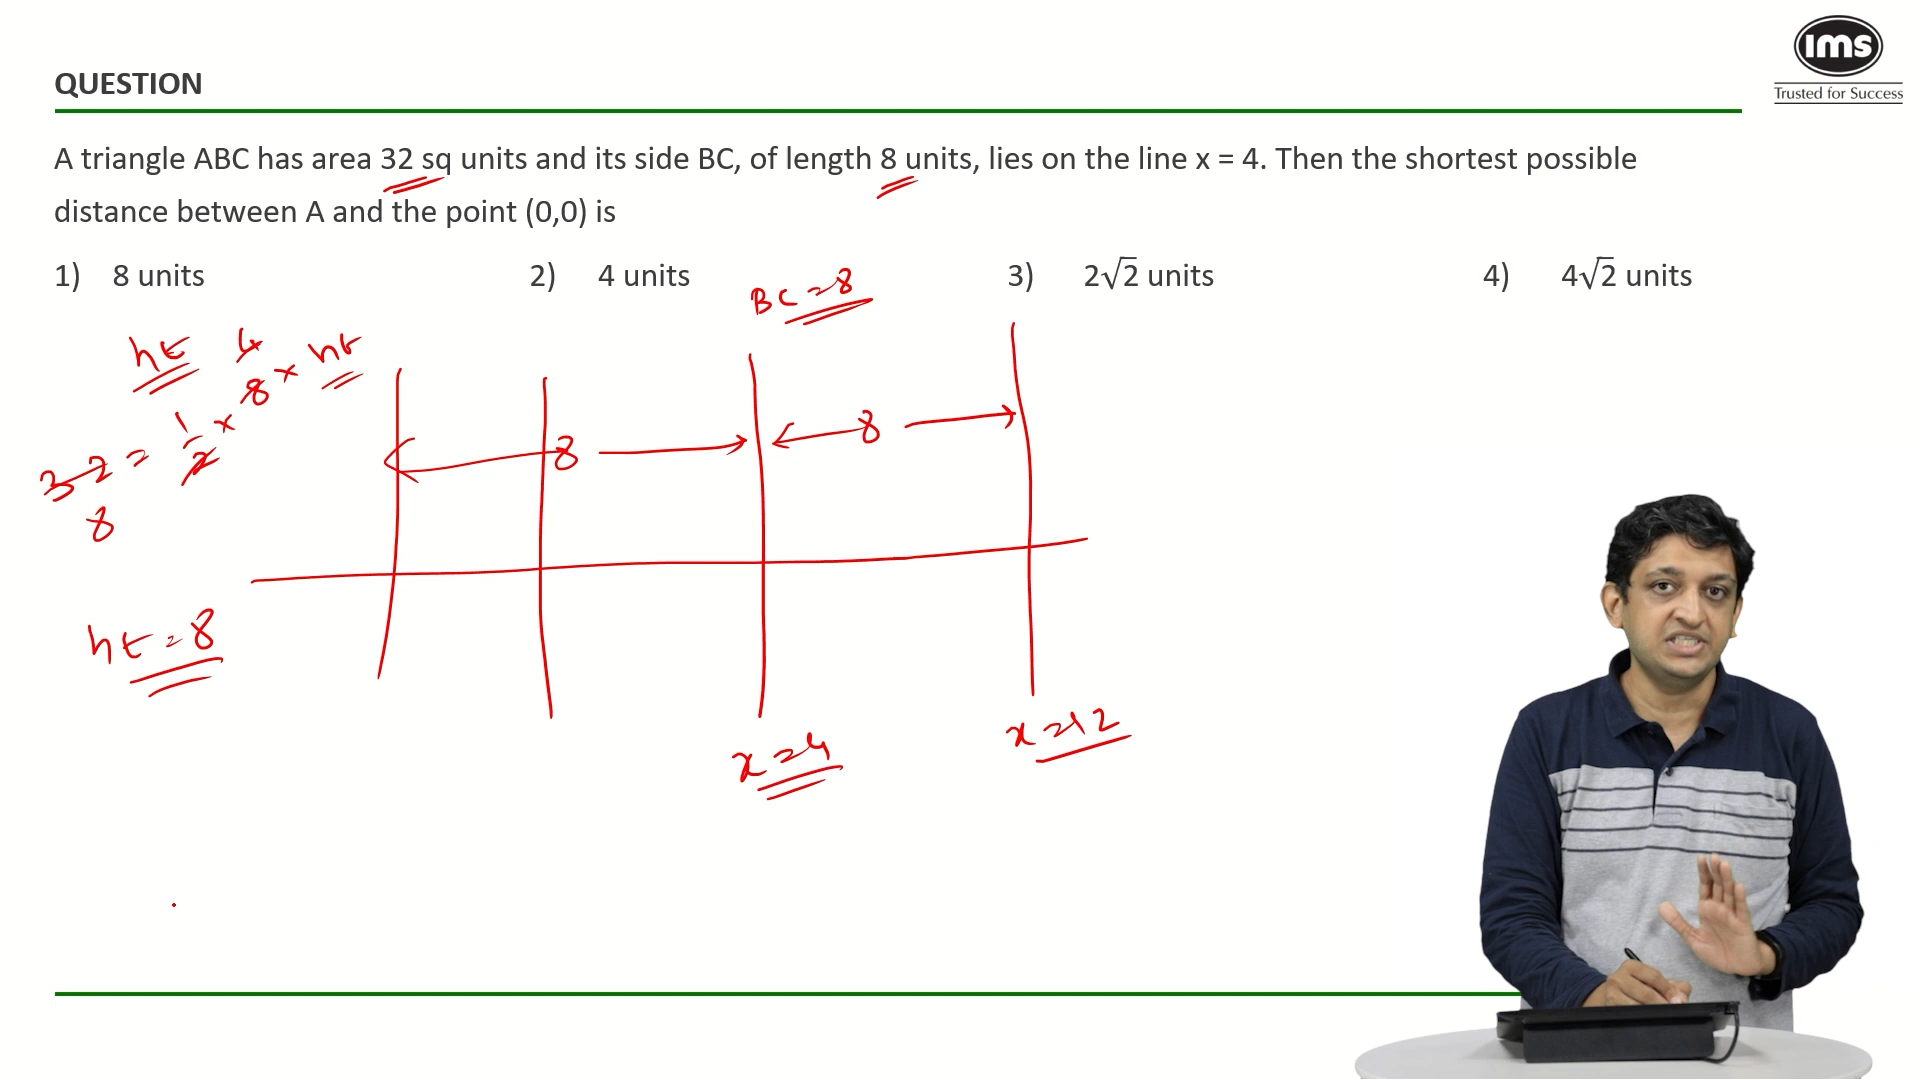 ims
Trusted for Success
QUESTION
A triangle ABC has area 32 sq units and its side BC, of length 8 units, lies on the line x = 4. Then the shortest possible
distance between A and the point (0,0) is
1) 8 units 2) 4 units 3) 2√2 units 4) 4√2 units
BC = 8
ht 4
32 = 1/2 × 8 × ht
8
8 8
ht = 8
x = 4
x = 12